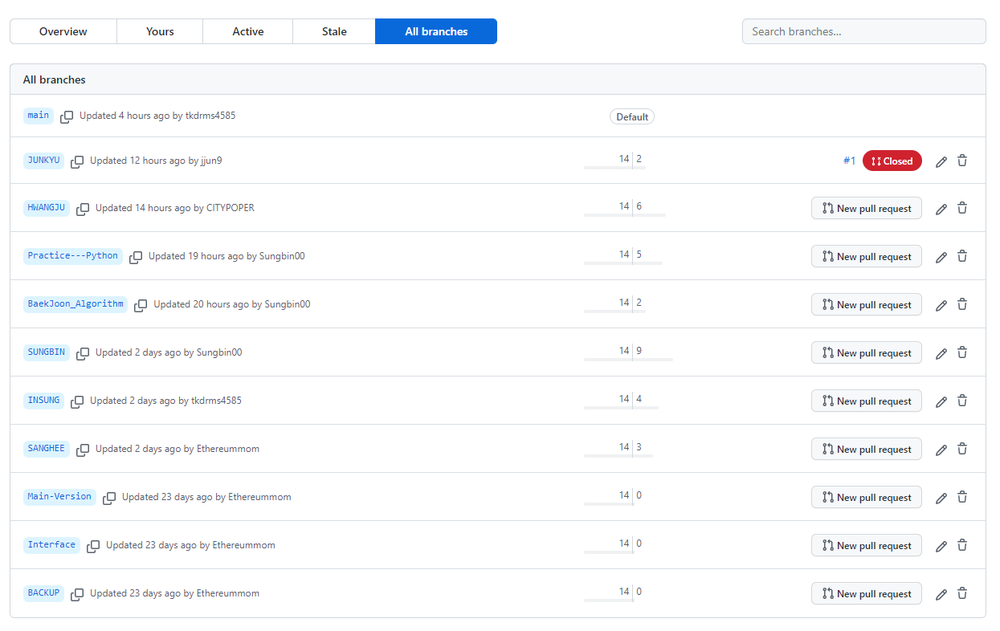 Overview Yours Active Stale All branches Search branches...
All branches
main Updated 4 hours ago by tkdrms4585 Default
JUNKYU Updated 12 hours ago by jjun9 14 2 #1 Closed
HWANGJU Updated 14 hours ago by CITYPOPER 14 6 New pull request
Practice---Python Updated 19 hours ago by Sungbin00 14 5 New pull request
BaekJoon_Algorithm Updated 20 hours ago by Sungbin00 14 2 New pull request
SUNGBIN Updated 2 days ago by Sungbin00 14 9 New pull request
INSUNG Updated 2 days ago by tkdrms4585 14 4 New pull request
SANGHEE Updated 2 days ago by Ethereummom 14 3 New pull request
Main-Version Updated 23 days ago by Ethereummom 14 0 New pull request
Interface Updated 23 days ago by Ethereummom 14 0 New pull request
BACKUP Updated 23 days ago by Ethereummom 14 0 New pull request